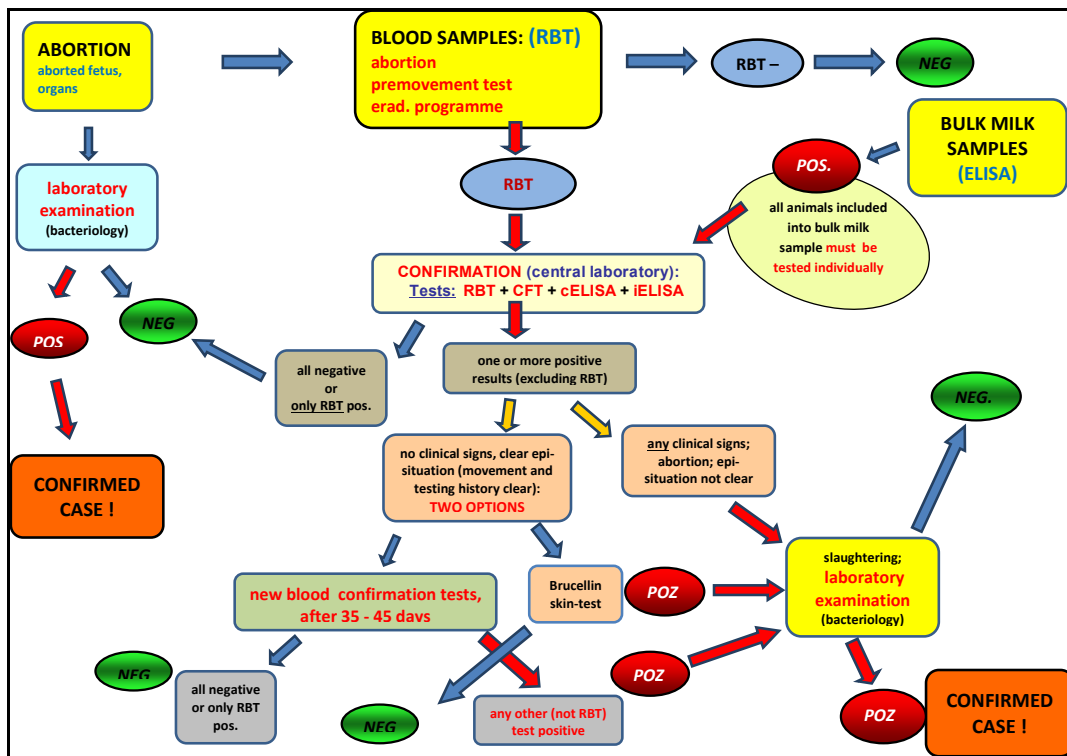 ABORTION
aborted fetus,
organs
BLOOD SAMPLES: (RBT)
abortion
premovement test
erad. programme
RBT –
NEG
BULK MILK
SAMPLES
(ELISA)
POS.
all animals included
into bulk milk
sample must be
tested individually
laboratory
examination
(bacteriology)
RBT
CONFIRMATION (central laboratory):
Tests: RBT + CFT + cELISA + iELISA
POS
NEG
all negative
or
only RBT pos.
one or more positive
results (excluding RBT)
NEG.
no clinical signs, clear epi-
situation (movement and
testing history clear):
TWO OPTIONS
any clinical signs;
abortion; epi-
situation not clear
CONFIRMED
CASE !
slaughtering;
laboratory
examination
(bacteriology)
new blood confirmation tests,
after 35 - 45 days
Brucellin
skin-test
POZ
NEG
all negative
or only RBT
pos.
NEG
any other (not RBT)
test positive
POZ
POZ
CONFIRMED
CASE !